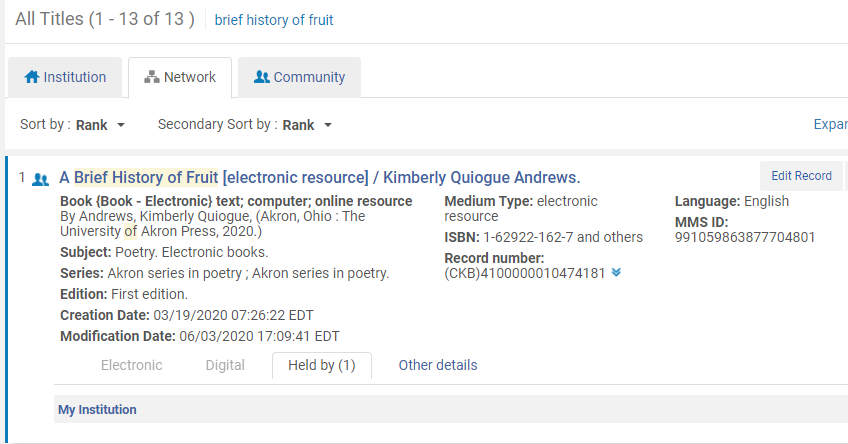 All Titles (1 - 13 of 13 ) brief history of fruit
Institution Network Community
Sort by : Rank Secondary Sort by : Rank Expan
1 A Brief History of Fruit [electronic resource] / Kimberly Quiogue Andrews. Edit Record
Book {Book - Electronic} text; computer; online resource
By Andrews, Kimberly Quiogue, (Akron, Ohio : The
University of Akron Press, 2020.)
Subject: Poetry. Electronic books.
Series: Akron series in poetry ; Akron series in poetry.
Edition: First edition.
Creation Date: 03/19/2020 07:26:22 EDT
Modification Date: 06/03/2020 17:09:41 EDT
Medium Type: electronic
resource
ISBN: 1-62922-162-7 and others
Record number:
(CKB)4100000010474181
Language: English
MMS ID:
991059863877704801
Electronic Digital Held by (1) Other details
My Institution